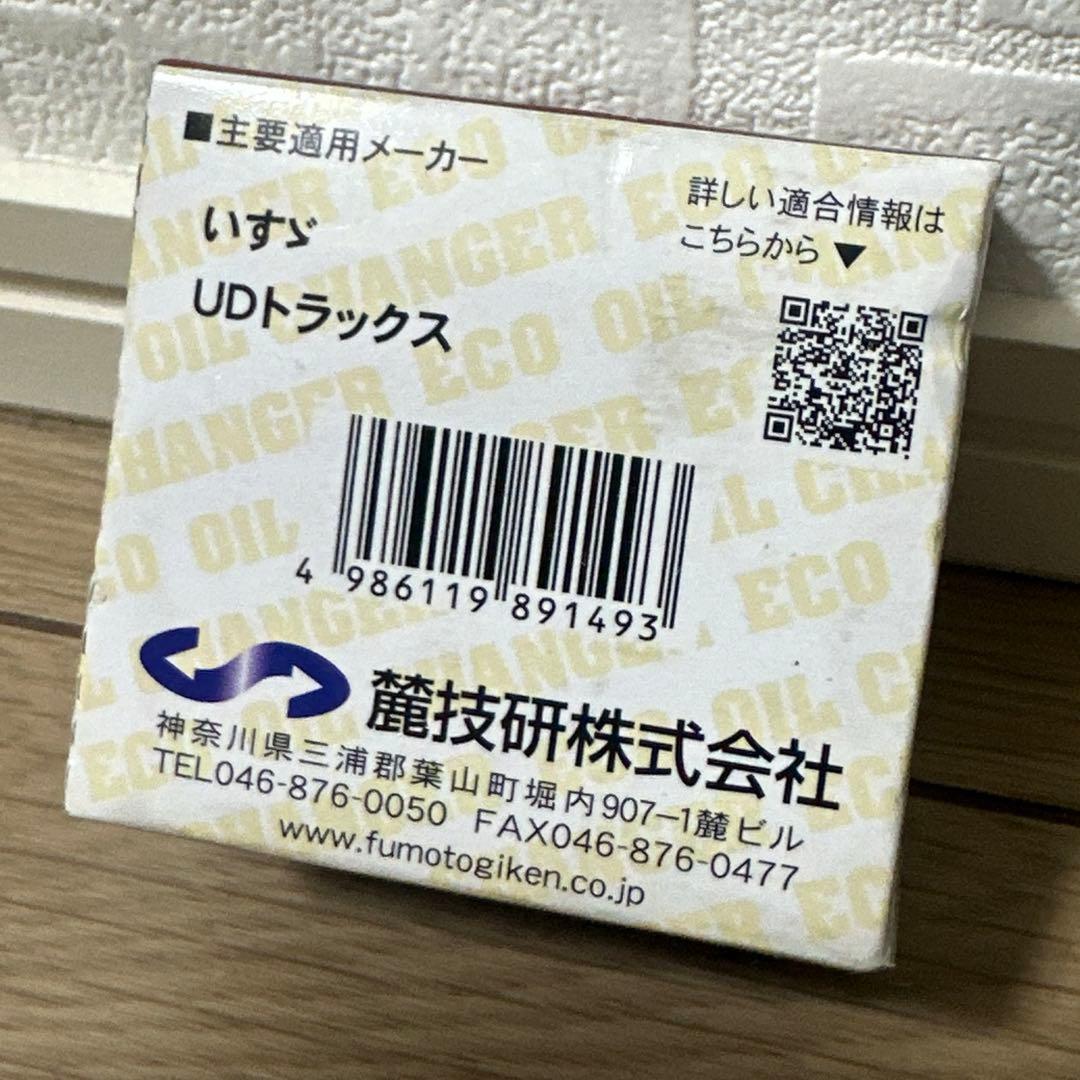 ■主要適用メーカー
いすゞ
UDトラックス
詳しい適合情報は
こちらから▼
4 986119 891493
麓技研株式会社
神奈川県三浦郡葉山町堀内907-1麓ビル
TEL046-876-0050 FAX046-876-0477
www.fumotogiken.co.jp
ECO OIL CHANGER